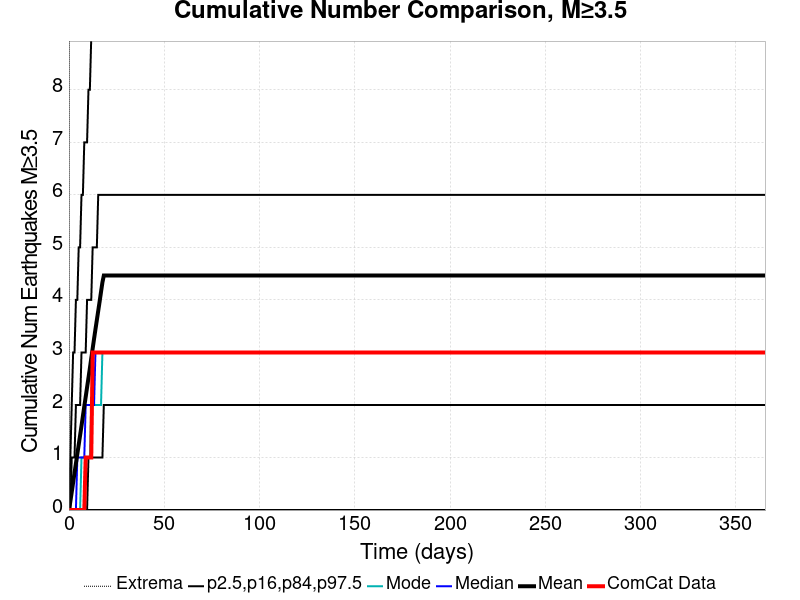 Cumulative Number Comparison, M≥3.5
Cumulative Num Earthquakes M≥3.5
8
7
6
5
4
3
2
1
0
0 50 100 150 200 250 300 350
Time (days)
Extrema p2.5,p16,p84,p97.5 Mode Median Mean ComCat Data